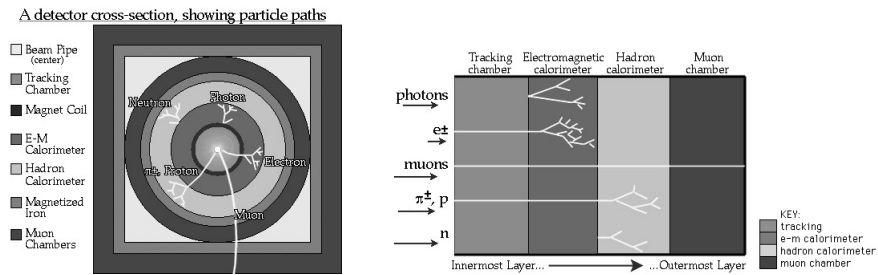 A detector cross-section, showing particle paths
Beam Pipe
(center)
Tracking
Chamber
Magnet Coil
E-M
Calorimeter
Hadron
Calorimeter
Magnetized
Iron
Muon
Chambers
Neutron
Photon
Electron
π±, Proton
Muon
Tracking
chamber
Electromagnetic
calorimeter
Hadron
calorimeter
Muon
chamber
photons
e±
muons
π±, p
n
Innermost Layer...
...Outermost Layer
KEY:
tracking
e-m calorimeter
hadron calorimeter
muon chamber